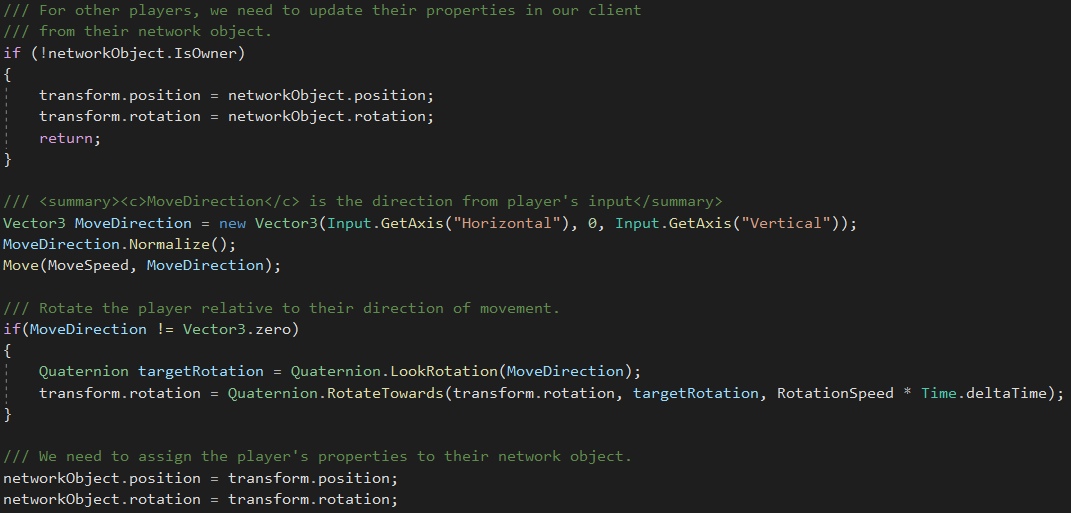 /// For other players, we need to update their properties in our client
/// from their network object.
if (!networkObject.IsOwner)
{
    transform.position = networkObject.position;
    transform.rotation = networkObject.rotation;
    return;
}

/// <summary><c>MoveDirection</c> is the direction from player's input</summary>
Vector3 MoveDirection = new Vector3(Input.GetAxis("Horizontal"), 0, Input.GetAxis("Vertical"));
MoveDirection.Normalize();
Move(MoveSpeed, MoveDirection);

/// Rotate the player relative to their direction of movement.
if(MoveDirection != Vector3.zero)
{
    Quaternion targetRotation = Quaternion.LookRotation(MoveDirection);
    transform.rotation = Quaternion.RotateTowards(transform.rotation, targetRotation, RotationSpeed * Time.deltaTime);
}

/// We need to assign the player's properties to their network object.
networkObject.position = transform.position;
networkObject.rotation = transform.rotation;